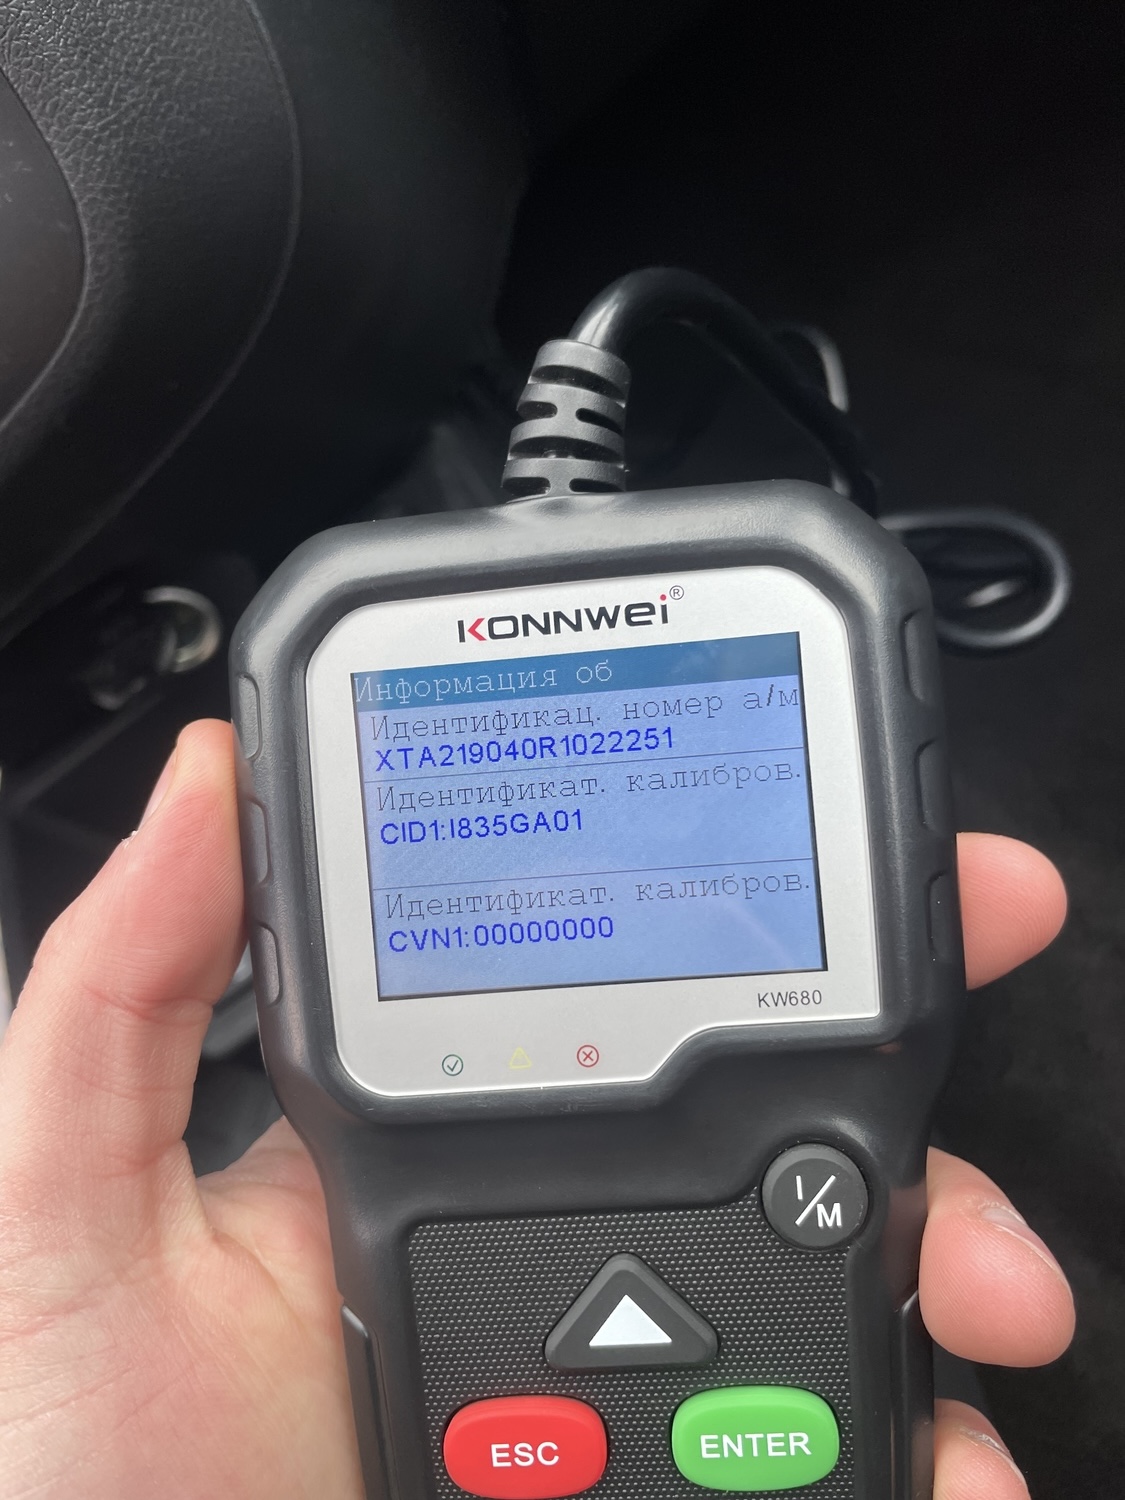 KONNWEI®
Информация об
Идентификац. номер а/м
XTA219040R1022251
Идентификат. калибров.
CID1:I835GA01
Идентификат. калибров.
CVN1:00000000
KW680
I/M
ESC
ENTER